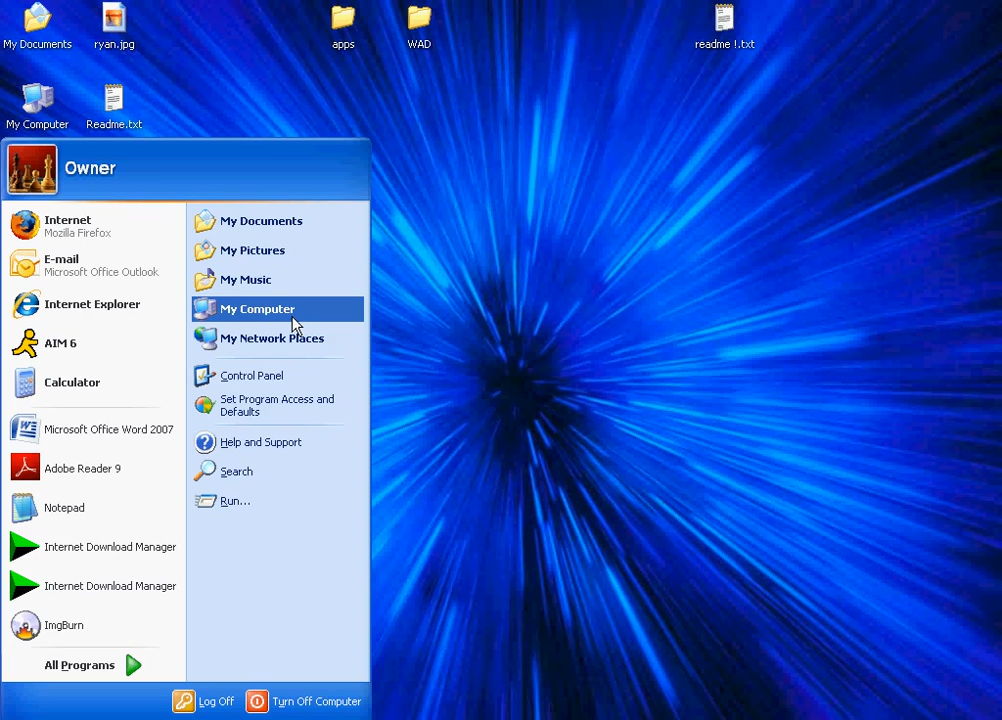 My Documents
ryan.jpg
apps
WAD
readme !.txt
My Computer
Readme.txt
Owner
Internet
Mozilla Firefox
E-mail
Microsoft Office Outlook
Internet Explorer
AIM 6
Calculator
Microsoft Office Word 2007
Adobe Reader 9
Notepad
Internet Download Manager
Internet Download Manager
ImgBurn
All Programs
My Documents
My Pictures
My Music
My Computer
My Network Places
Control Panel
Set Program Access and
Defaults
Help and Support
Search
Run...
Log Off
Turn Off Computer